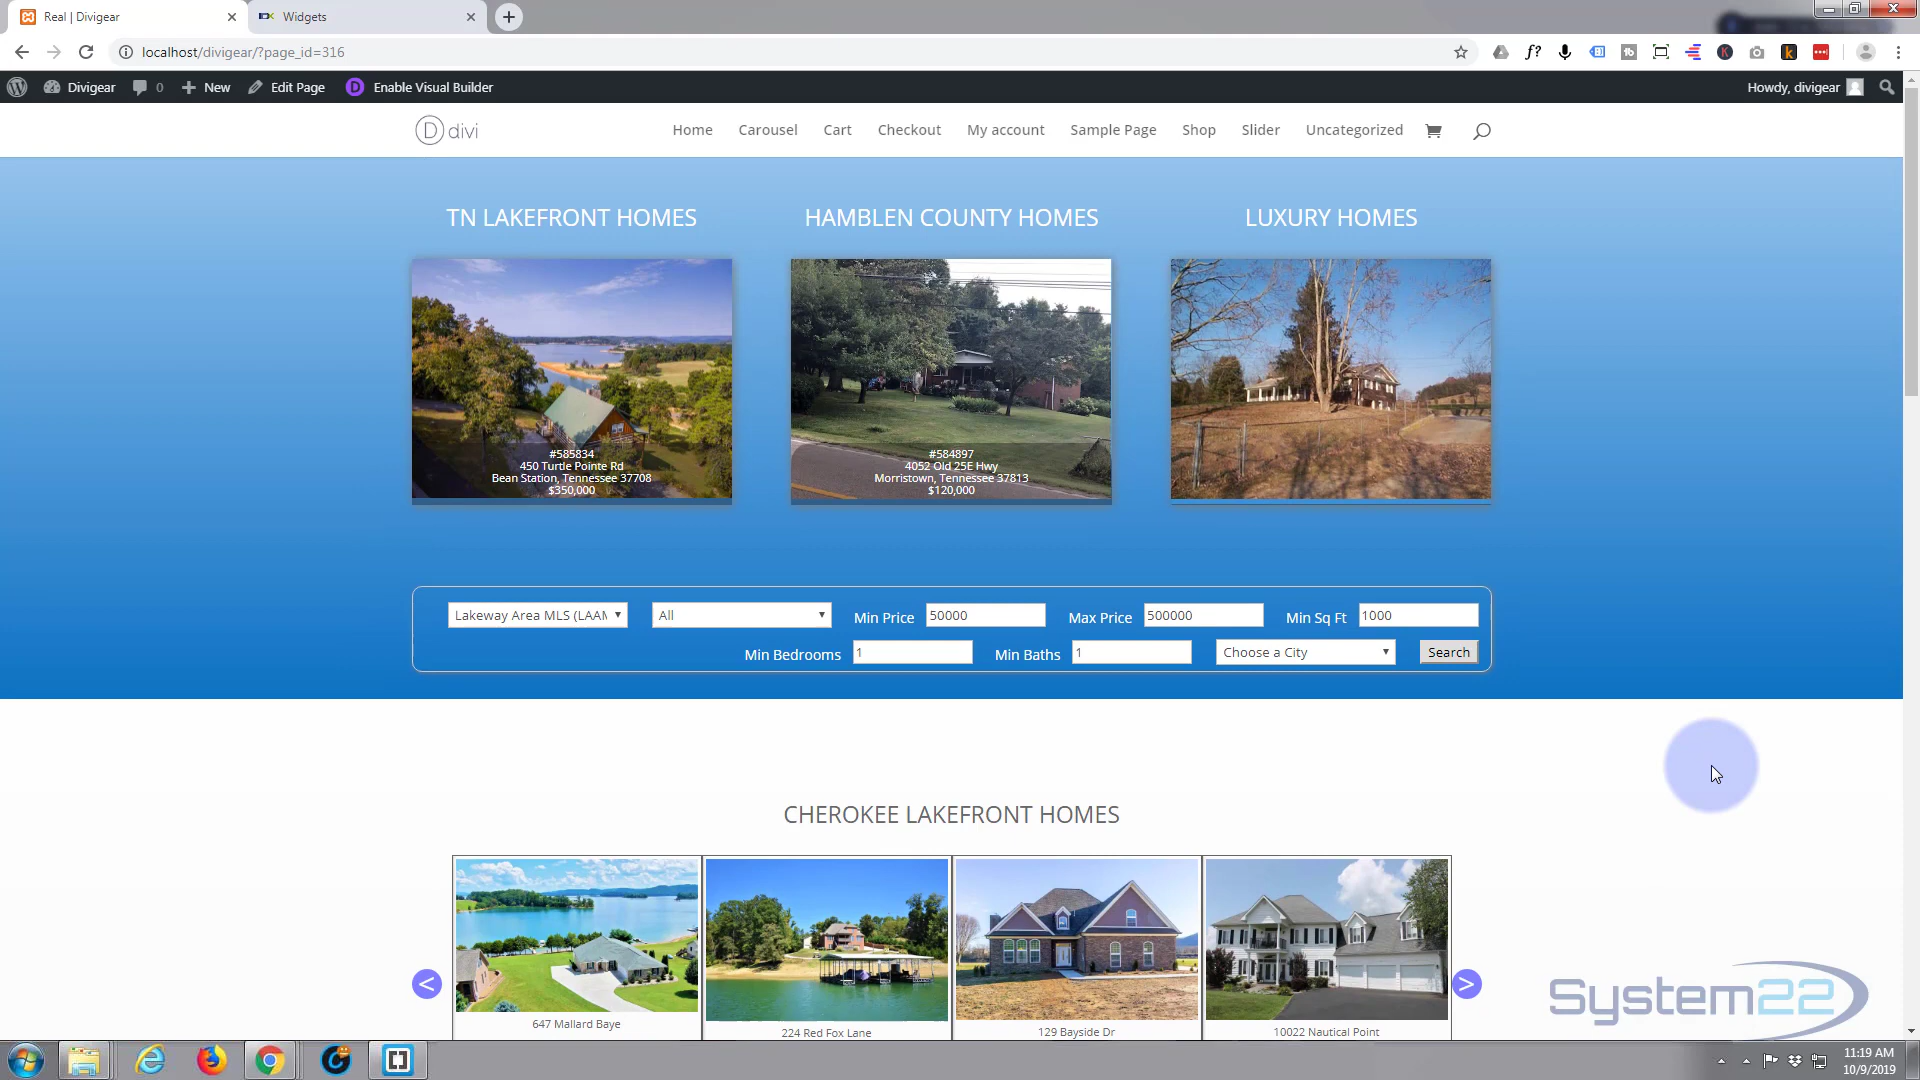 Real | Divigear
Widgets
localhost/divigear/?page_id=316
Divigear
0
New
Edit Page
Enable Visual Builder
Howdy, divigear
divi
Home
Carousel
Cart
Checkout
My account
Sample Page
Shop
Slider
Uncategorized
TN LAKEFRONT HOMES
HAMBLEN COUNTY HOMES
LUXURY HOMES
#585834
450 Turtle Pointe Rd
Bean Station, Tennessee 37708
$350,000
#584897
4052 Old 25E Hwy
Morristown, Tennessee 37813
$120,000
Lakeway Area MLS (LAAM
All
Min Price
50000
Max Price
500000
Min Sq Ft
1000
Min Bedrooms
1
Min Baths
1
Choose a City
Search
CHEROKEE LAKEFRONT HOMES
647 Mallard Baye
224 Red Fox Lane
129 Bayside Dr
10022 Nautical Point
System22
11:19 AM
10/9/2019